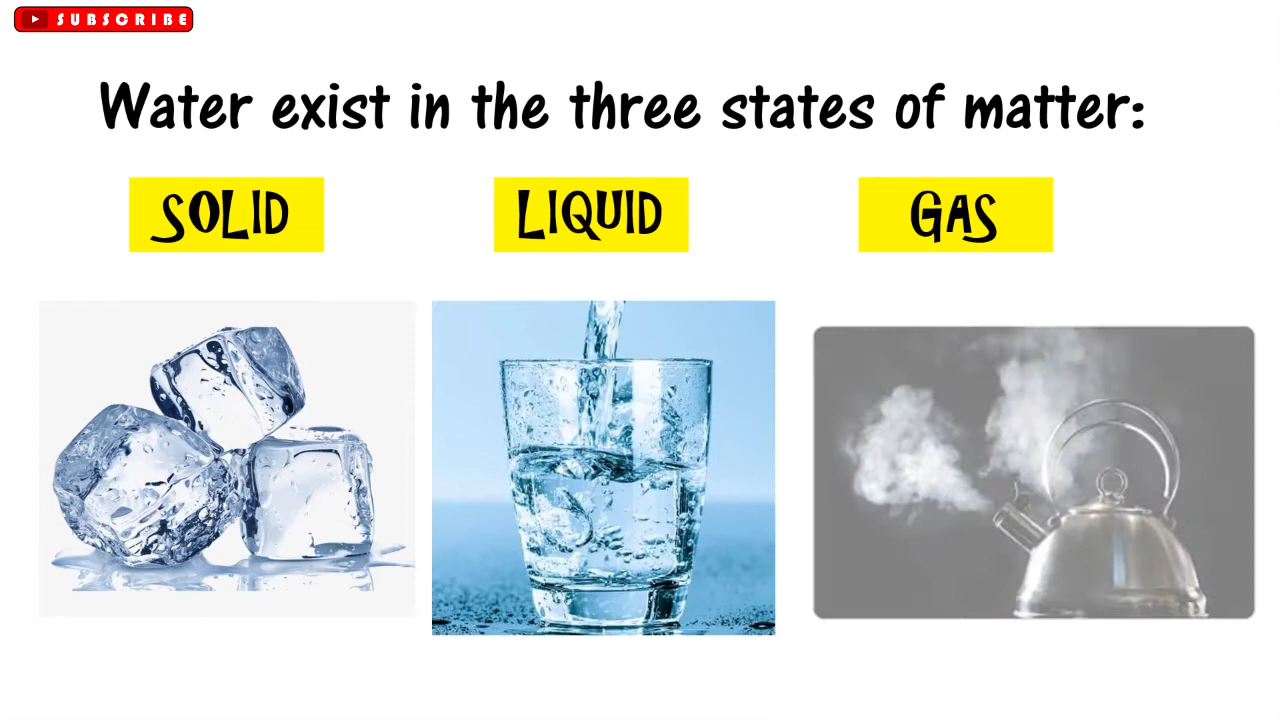 SUBSCRIBE
Water exist in the three states of matter:
SOLID
LIQUID
GAS